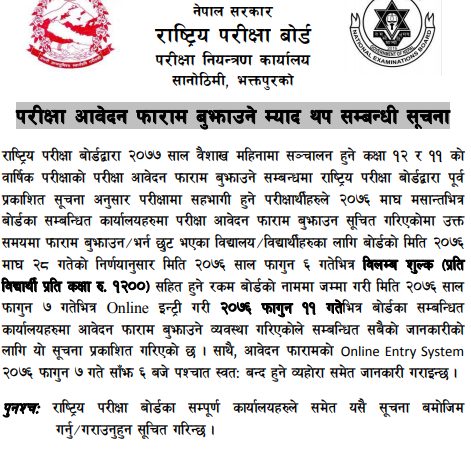 नेपाल सरकार
राष्ट्रिय परीक्षा बोर्ड
परीक्षा नियन्त्रण कार्यालय
सानोठिमी, भक्तपुरको
परीक्षा आवेदन फाराम बुझाउने म्याद थप सम्बन्धी सूचना
राष्ट्रिय परीक्षा बोर्डद्वारा २०७७ साल वैशाख महिनामा सञ्चालन हुने कक्षा १२ र ११ को
वार्षिक परीक्षाको परीक्षा आवेदन फाराम बुझाउने सम्बन्धमा राष्ट्रिय परीक्षा बोर्डद्वारा पूर्व
प्रकाशित सूचना अनुसार परीक्षामा सहभागी हुने परीक्षार्थीहरुले २०७६ माघ मसान्तभित्र
बोर्डका सम्बन्धित कार्यालयहरुमा परीक्षा आवेदन फाराम बुझाउन सूचित गरिएकोमा उक्त
समयमा फाराम बुझाउन/भर्न छुट भएका विद्यालय/विद्यार्थीहरुका लागि बोर्डको मिति २०७६
माघ २८ गतेको निर्णयानुसार मिति २०७६ साल फागुन ६ गतेभित्र विलम्ब शुल्क (प्रति
विद्यार्थी प्रति कक्षा रु. १२००) सहित हुने रकम बोर्डको नाममा जम्मा गरी मिति २०७६ साल
फागुन ७ गतेभित्र Online इन्ट्री गरी २०७६ फागुन ११ गतेभित्र बोर्डका सम्बन्धित
कार्यालयहरुमा आवेदन फाराम बुझाउने व्यवस्था गरिएकोले सम्बन्धित सबैको जानकारीको
लागि यो सूचना प्रकाशित गरिएको छ । साथै, आवेदन फारामको Online Entry System
२०७६ फागुन ७ गते साँझ ६ बजे पश्चात स्वत: बन्द हुने व्यहोरा समेत जानकारी गराइन्छ ।
पुनश्च: राष्ट्रिय परीक्षा बोर्डका सम्पूर्ण कार्यालयहरुले समेत यसै सूचना बमोजिम
गर्नु/गराउनुहुन सूचित गरिन्छ ।